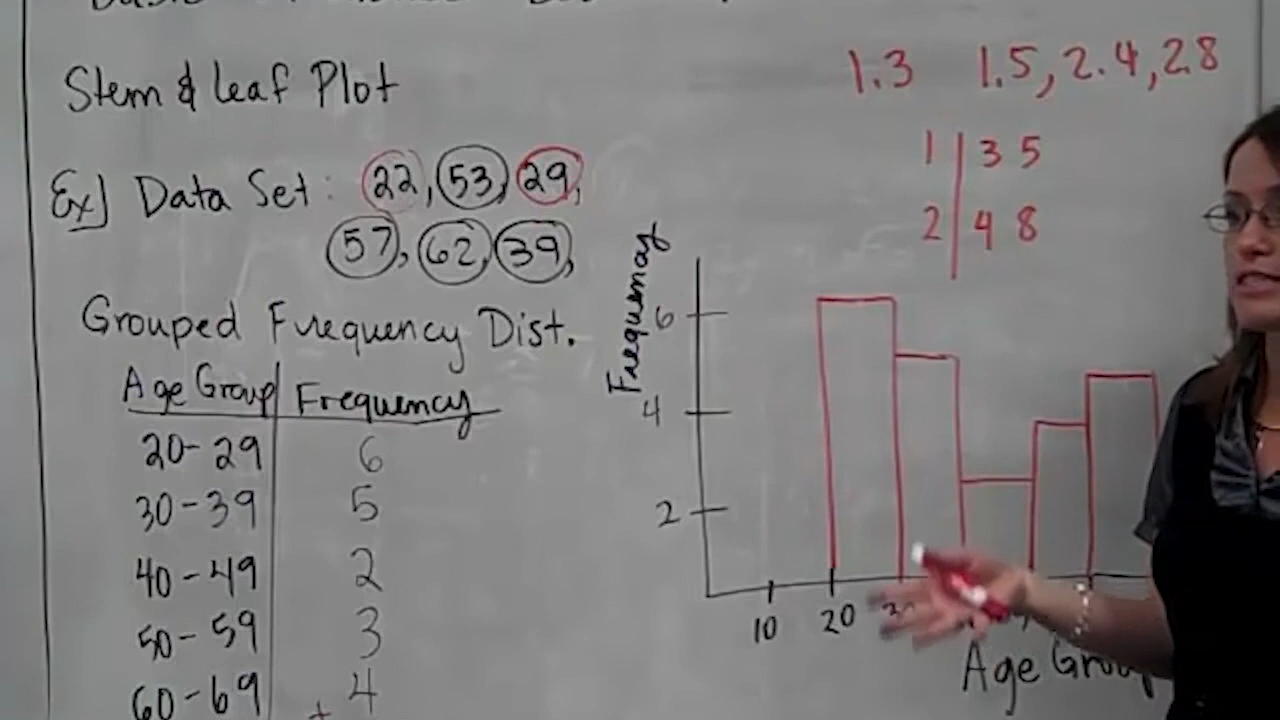 Stem & Leaf Plot
Ex] Data Set: 22, 53, 29,
57, 62, 39,
Grouped Frequency Dist.
Age Group Frequency
20-29 6
30-39 5
40-49 2
50-59 3
60-69 4
1.3 1.5, 2.4, 2.8
1 | 3 5
2 | 4 8
Frequency
6
4
2
10 20
Age